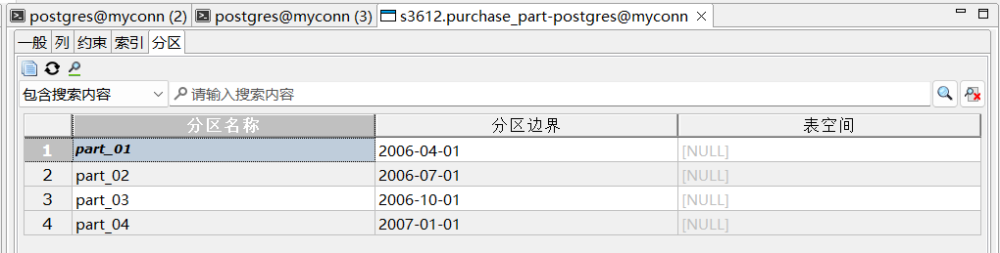 postgres@myconn (2) postgres@myconn (3) s3612.purchase_part-postgres@myconn
一般 列 约束 索引 分区
包含搜索内容 请输入搜索内容
分区名称 分区边界 表空间
1 part_01 2006-04-01 [NULL]
2 part_02 2006-07-01 [NULL]
3 part_03 2006-10-01 [NULL]
4 part_04 2007-01-01 [NULL]